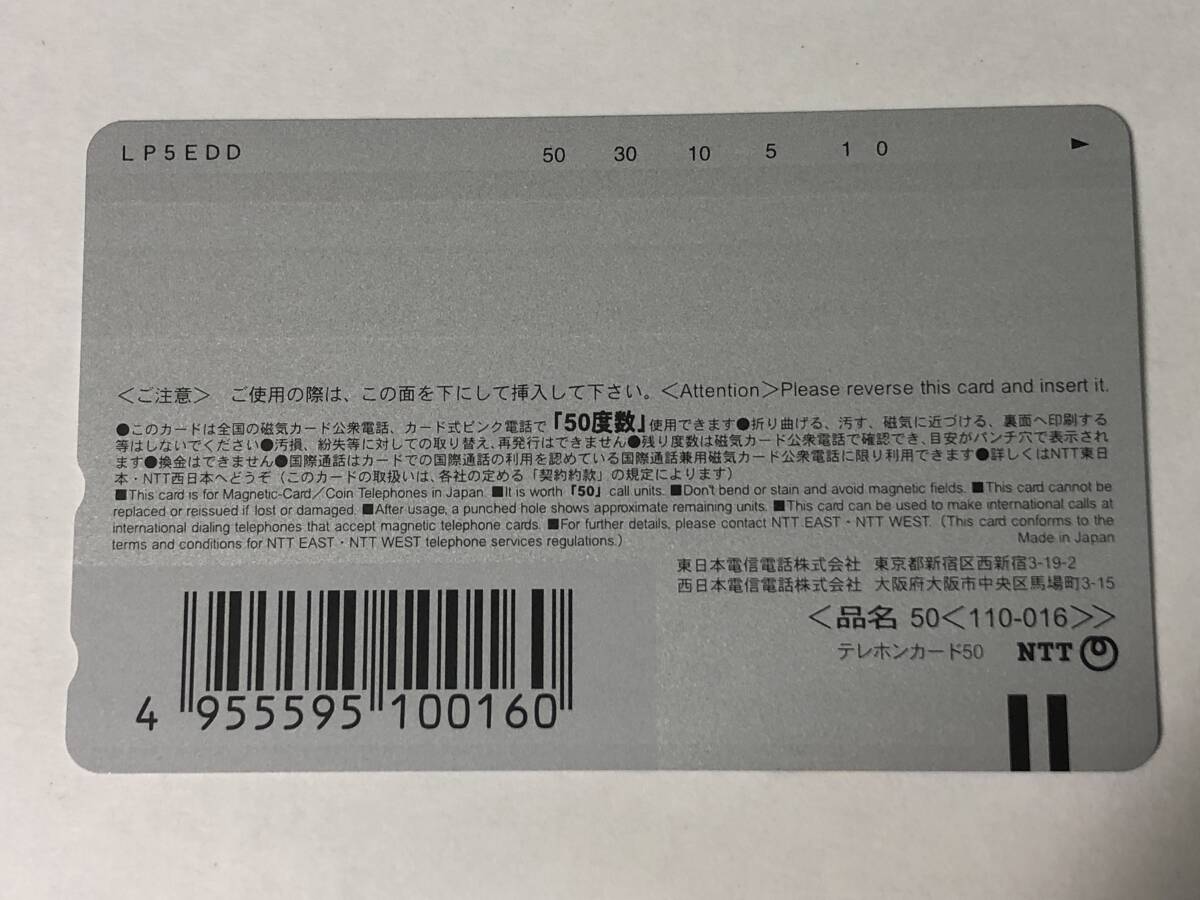 LP5EDD 50 30 10 5 1 0 ►
＜ご注意＞ ご使用の際は、この面を下にして挿入して下さい。＜Attention＞Please reverse this card and insert it.
●このカードは全国の磁気カード公衆電話、カード式ピンク電話で「50度数」使用できます●折り曲げる、汚す、磁気に近づける、裏面へ印刷する
等はしないでください●汚損、紛失等に対しての取り替え、再発行はできません●残り度数は磁気カード公衆電話で確認でき、目安がパンチ穴で表示され
ます●換金はできません●国際通話はカードでの国際通話の利用を認めている国際通話兼用磁気カード公衆電話に限り利用できます●詳しくはNTT東日
本・NTT西日本へどうぞ（このカードの取扱いは、各社の定める「契約約款」の規定によります）
■This card is for Magnetic-Card／Coin Telephones in Japan. ■It is worth「50」call units. ■Don't bend or stain and avoid magnetic fields. ■This card cannot be
replaced or reissued if lost or damaged. ■After usage, a punched hole shows approximate remaining units. ■This card can be used to make international calls at
international dialing telephones that accept magnetic telephone cards. ■For further details, please contact NTT EAST・NTT WEST.（This card conforms to the
terms and conditions for NTT EAST・NTT WEST telephone services regulations.） Made in Japan
東日本電信電話株式会社 東京都新宿区西新宿3-19-2
西日本電信電話株式会社 大阪府大阪市中央区馬場町3-15
＜品名 50＜110-016＞＞
テレホンカード50 NTT
4 955595 100160